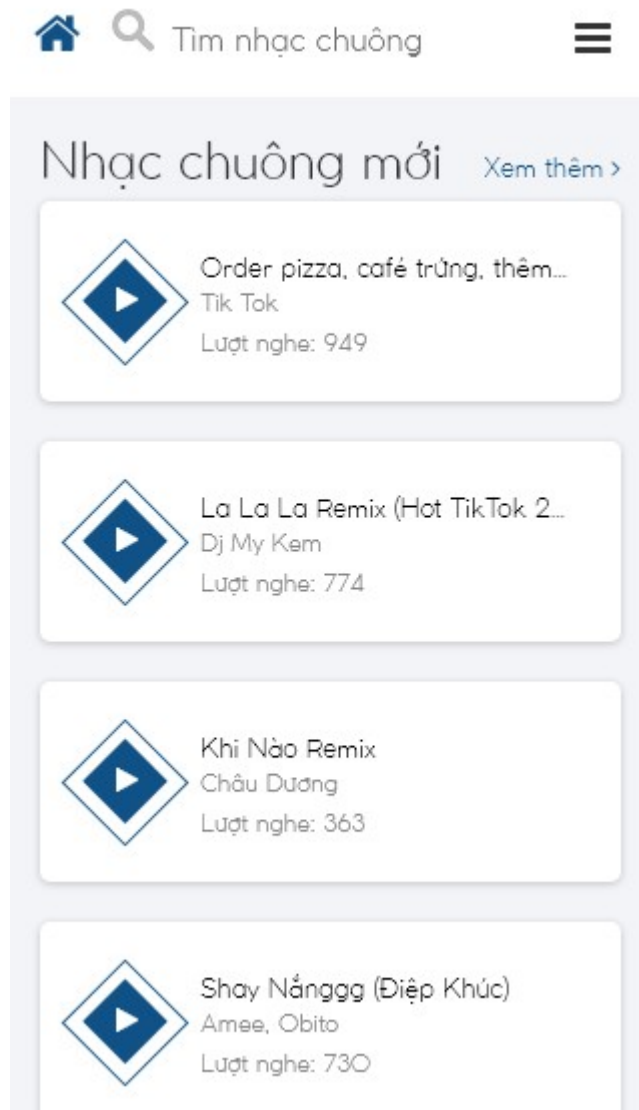 Tìm nhạc chuông
Nhạc chuông mới
Xem thêm >
Order pizza, café trứng, thêm...
Tik Tok
Lượt nghe: 949
La La La Remix (Hot TikTok 2...
Dj My Kem
Lượt nghe: 774
Khi Nào Remix
Châu Dương
Lượt nghe: 363
Shay Nắnggg (Điệp Khúc)
Amee, Obito
Lượt nghe: 730